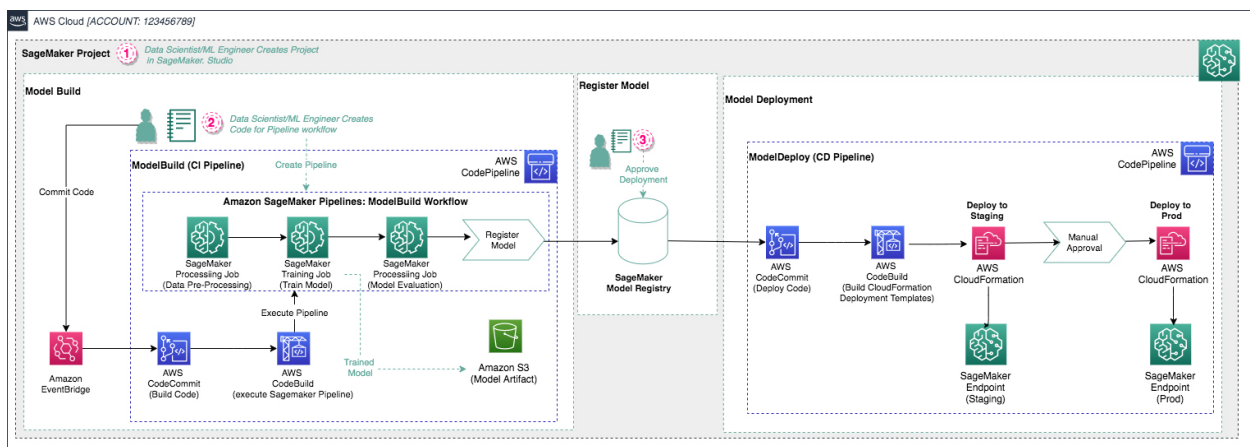 aws
AWS Cloud [ACCOUNT: 123456789]
SageMaker Project
1
Data Scientist/ML Engineer Creates Project
in SageMaker. Studio
Model Build
2
Data Scientist/ML Engineer Creates
Code for Pipeline workflow
Commit Code
Create Pipeline
ModelBuild (CI Pipeline)
AWS
CodePipeline
Amazon SageMaker Pipelines: ModelBuild Workflow
SageMaker
Processiing Job
(Data Pre-Processing)
SageMaker
Training Job
(Train Model)
SageMaker
Processiing Job
(Model Evaluation)
Register
Model
Execute Pipeline
Amazon
EventBridge
AWS
CodeCommit
(Build Code)
AWS
CodeBuild
(execute Sagemaker Pipeline)
Trained
Model
Amazon S3
(Model Artifact)
Register Model
3
Approve
Deployment
SageMaker
Model Registry
Model Deployment
ModelDeploy (CD Pipeline)
AWS
CodePipeline
AWS
CodeCommit
(Deploy Code)
AWS
CodeBuild
(Build CloudFormation
Deployment Templates)
Deploy to
Staging
AWS
CloudFormation
Manual
Approval
Deploy to
Prod
AWS
CloudFormation
SageMaker
Endpoint
(Staging)
SageMaker
Endpoint
(Prod)